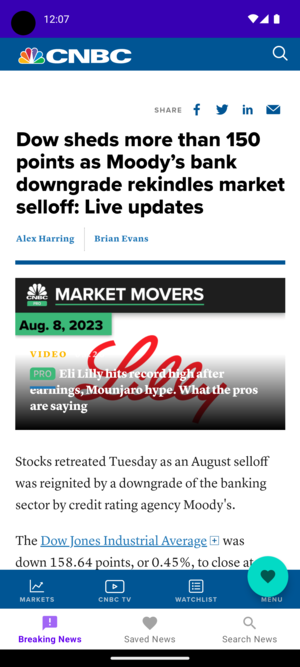 12:07
CNBC
SHARE
Dow sheds more than 150
points as Moody's bank
downgrade rekindles market
selloff: Live updates
Alex Harring
Brian Evans
CNBC PRO
MARKET MOVERS
Aug. 8, 2023
Lilly
VIDEO
PRO Eli Lilly hits record high after
earnings, Mounjaro hype. What the pros
are saying
Stocks retreated Tuesday as an August selloff
was reignited by a downgrade of the banking
sector by credit rating agency Moody's.
The Dow Jones Industrial Average was
down 158.64 points, or 0.45%, to close at
MARKETS
CNBC TV
WATCHLIST
MENU
Breaking News
Saved News
Search News